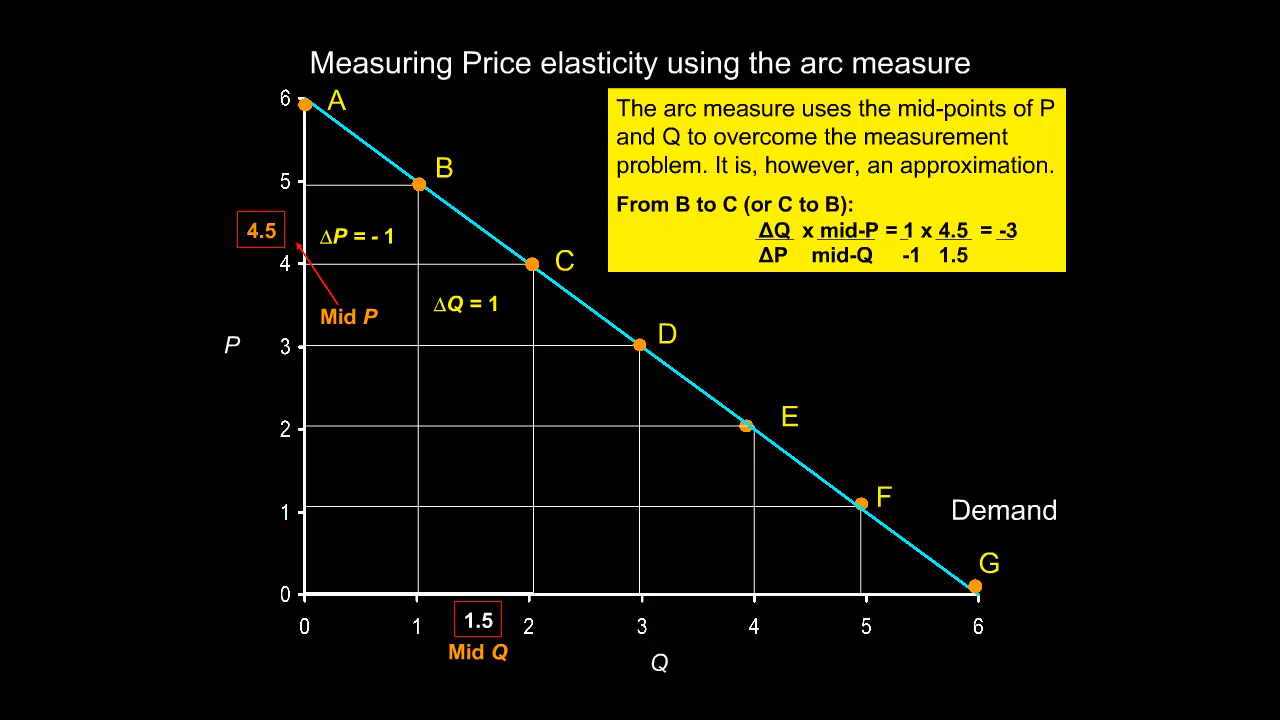 Measuring Price elasticity using the arc measure
The arc measure uses the mid-points of P
and Q to overcome the measurement
problem. It is, however, an approximation.
From B to C (or C to B):
ΔQ x mid-P = 1 x 4.5 = -3
ΔP mid-Q -1 1.5
6
A
5
B
4.5
ΔP = - 1
4
C
ΔQ = 1
Mid P
P
3
D
2
E
1
F
Demand
0
G
0 1 2 3 4 5 6
1.5
Mid Q
Q